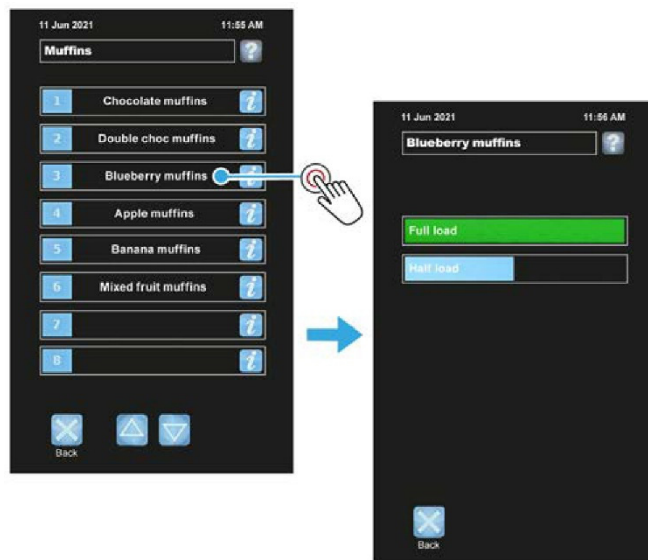 11 Jun 2021 11:55 AM
Muffins ?
1 Chocolate muffins i
2 Double choc muffins i
3 Blueberry muffins i
4 Apple muffins i
5 Banana muffins i
6 Mixed fruit muffins i
7 i
8 i
Back
11 Jun 2021 11:56 AM
Blueberry muffins ?
Full load
Half load
Back